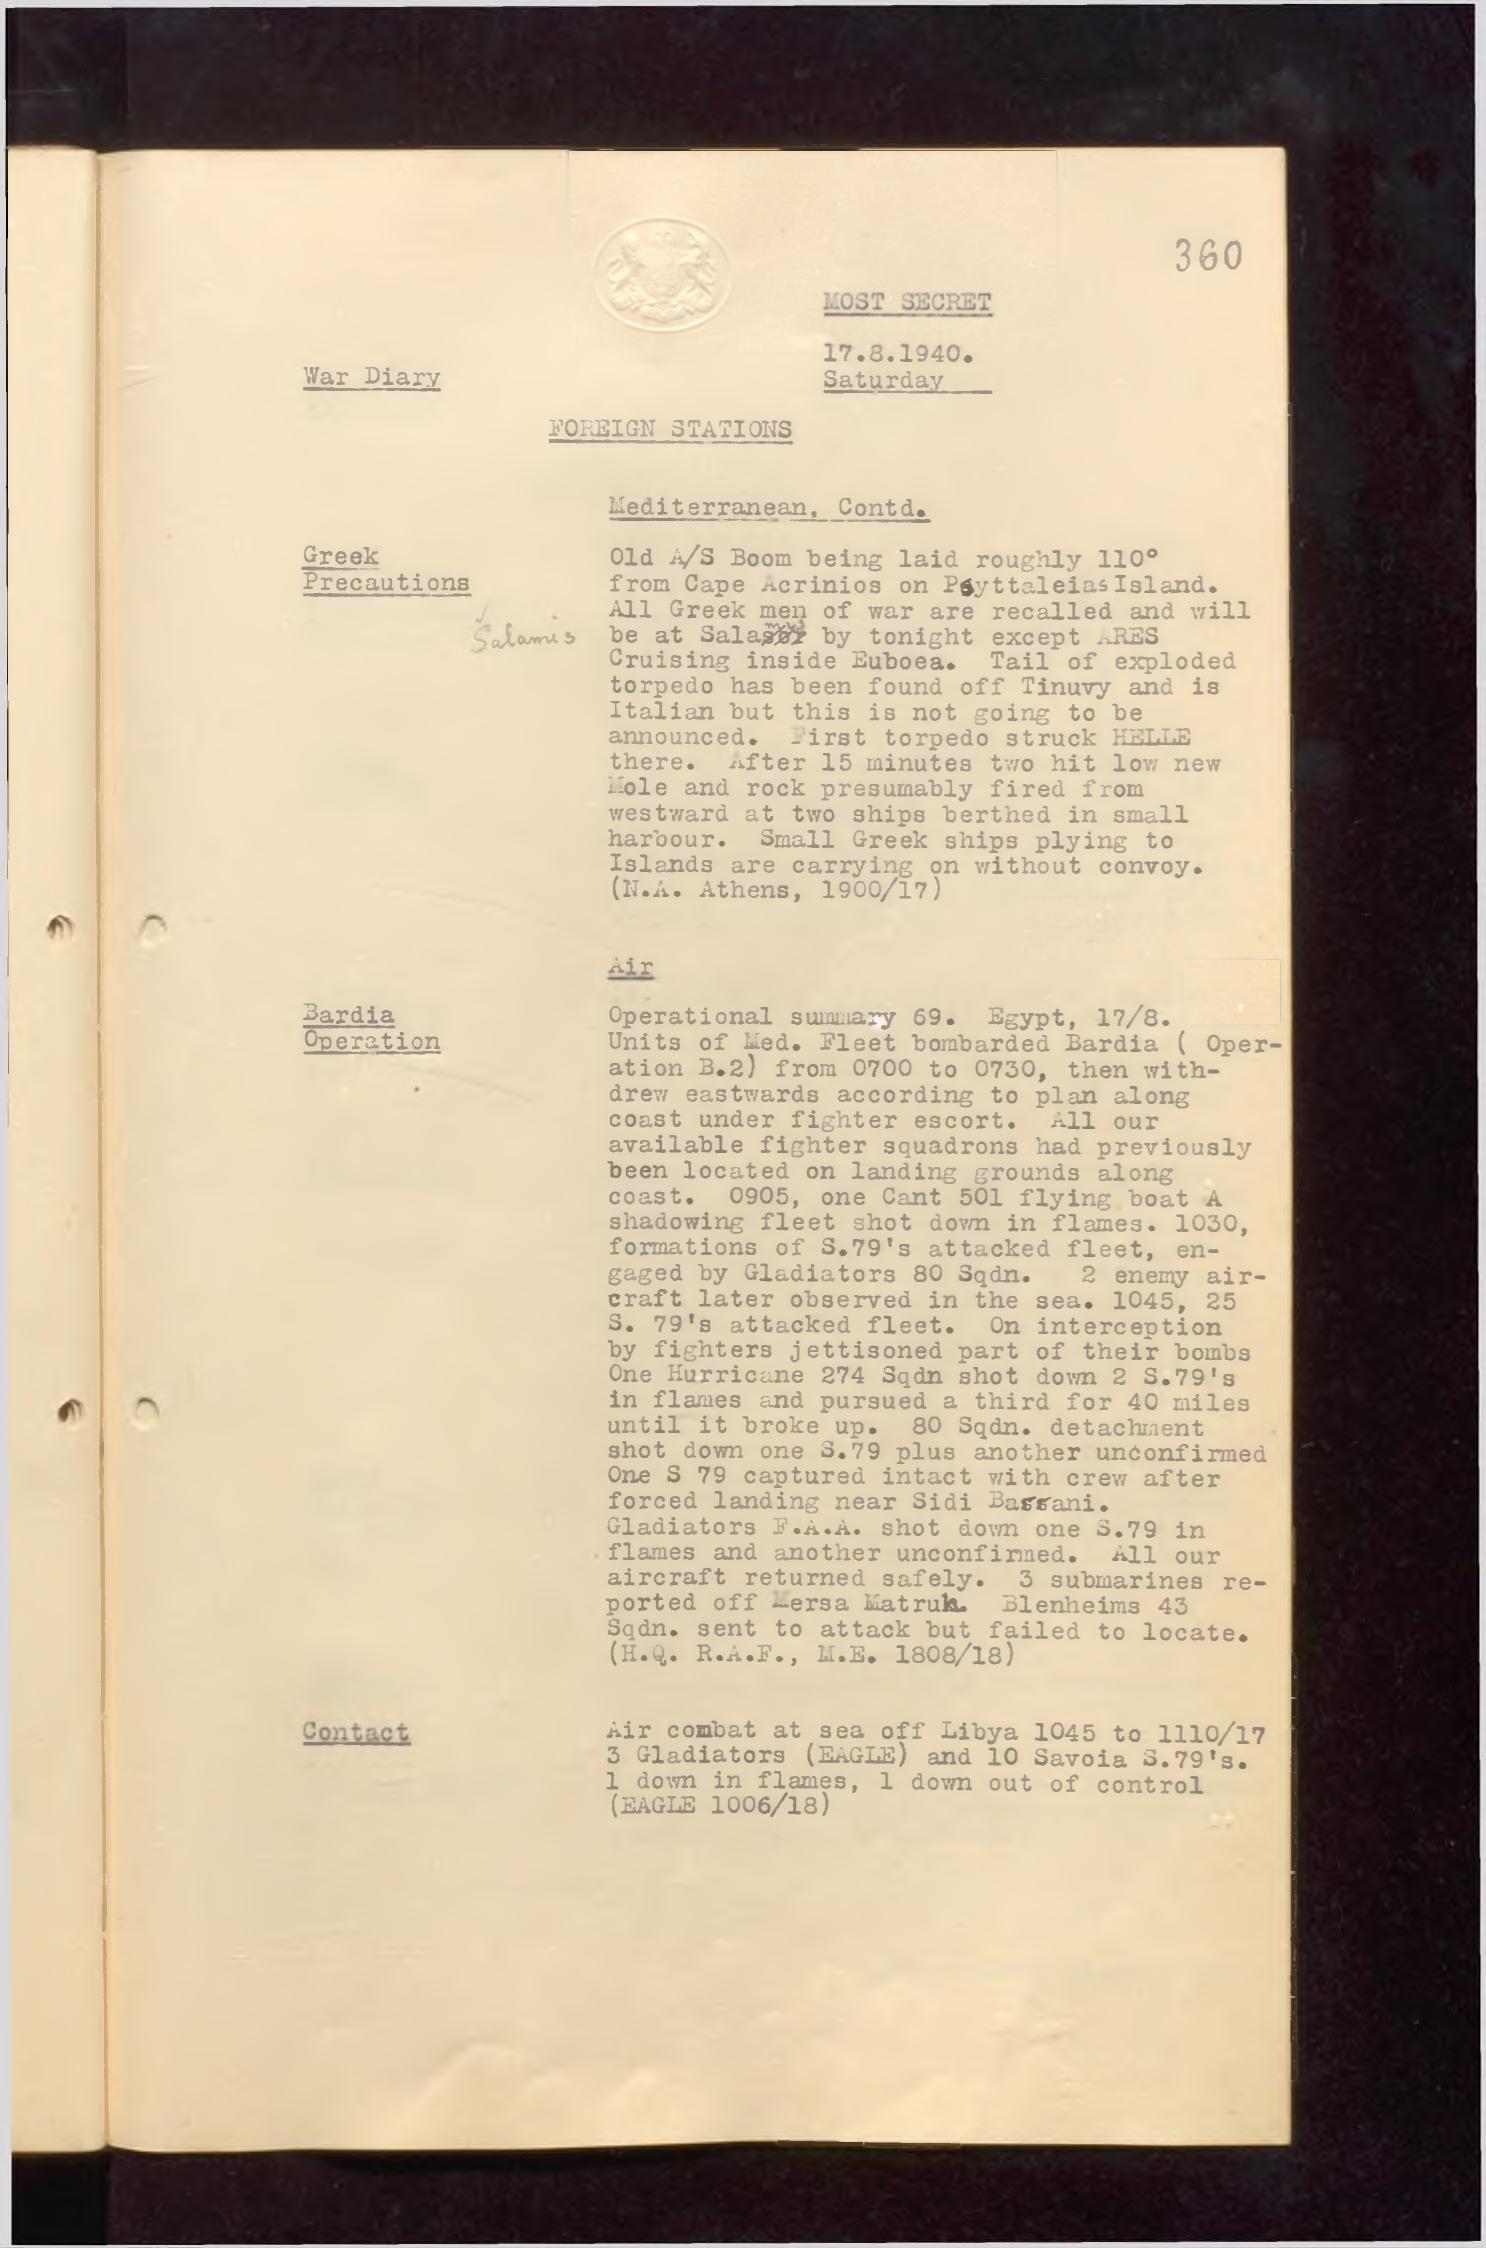 360
MOST SECRET
17.8.1940.
Saturday
War Diary
FOREIGN STATIONS
Mediterranean, Contd.
Greek
Precautions
Old A/S Boom being laid roughly 110°
from Cape Acrinios on Psyttaleias Island.
All Greek men of war are recalled and will
Salamis
be at by tonight except ARES
Cruising inside Euboea. Tail of exploded
torpedo has been found off Tinuvy and is
Italian but this is not going to be
announced. First torpedo struck HELLE
there. After 15 minutes two hit low new
Mole and rock presumably fired from
westward at two ships berthed in small
harbour. Small Greek ships plying to
Islands are carrying on without convoy.
(N.A. Athens, 1900/17)
Air
Bardia
Operation
Operational summary 69. Egypt, 17/8.
Units of Med. Fleet bombarded Bardia ( Oper-
ation B.2) from 0700 to 0730, then with-
drew eastwards according to plan along
coast under fighter escort. All our
available fighter squadrons had previously
been located on landing grounds along
coast. 0905, one Cant 501 flying boat A
shadowing fleet shot down in flames. 1030,
formations of S.79's attacked fleet, en-
gaged by Gladiators 80 Sqdn. 2 enemy air-
craft later observed in the sea. 1045, 25
S. 79's attacked fleet. On interception
by fighters jettisoned part of their bombs
One Hurricane 274 Sqdn shot down 2 S.79's
in flames and pursued a third for 40 miles
until it broke up. 80 Sqdn. detachment
shot down one S.79 plus another unconfirmed
One S 79 captured intact with crew after
forced landing near Sidi Barrani.
Gladiators F.A.A. shot down one S.79 in
flames and another unconfirmed. All our
aircraft returned safely. 3 submarines re-
ported off Mersa Matruh. Blenheims 43
Sqdn. sent to attack but failed to locate.
(H.Q. R.A.F., M.E. 1808/18)
Contact
Air combat at sea off Libya 1045 to 1110/17
3 Gladiators (EAGLE) and 10 Savoia S.79's.
1 down in flames, 1 down out of control
(EAGLE 1006/18)